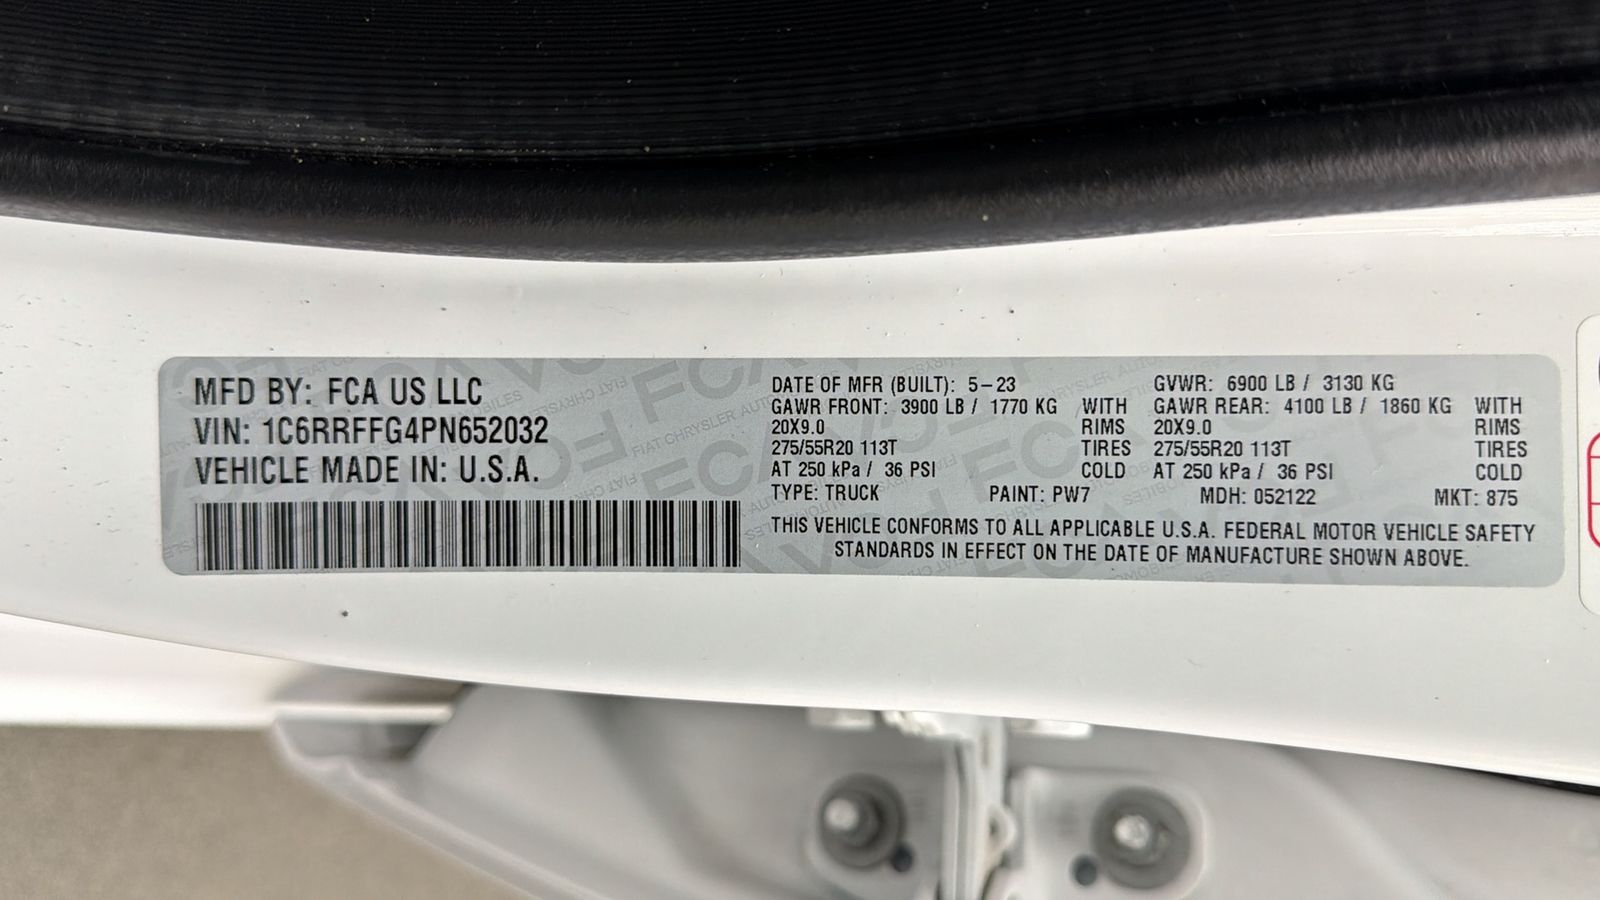 MFD BY: FCA US LLC
VIN: 1C6RRFFG4PN652032
VEHICLE MADE IN: U.S.A.
DATE OF MFR (BUILT): 5-23 GVWR: 6900 LB / 3130 KG
GAWR FRONT: 3900 LB / 1770 KG WITH GAWR REAR: 4100 LB / 1860 KG WITH
20X9.0 RIMS 20X9.0 RIMS
275/55R20 113T TIRES 275/55R20 113T TIRES
AT 250 kPa / 36 PSI COLD AT 250 kPa / 36 PSI COLD
TYPE: TRUCK PAINT: PW7 MDH: 052122 MKT: 875
THIS VEHICLE CONFORMS TO ALL APPLICABLE U.S.A. FEDERAL MOTOR VEHICLE SAFETY
STANDARDS IN EFFECT ON THE DATE OF MANUFACTURE SHOWN ABOVE.